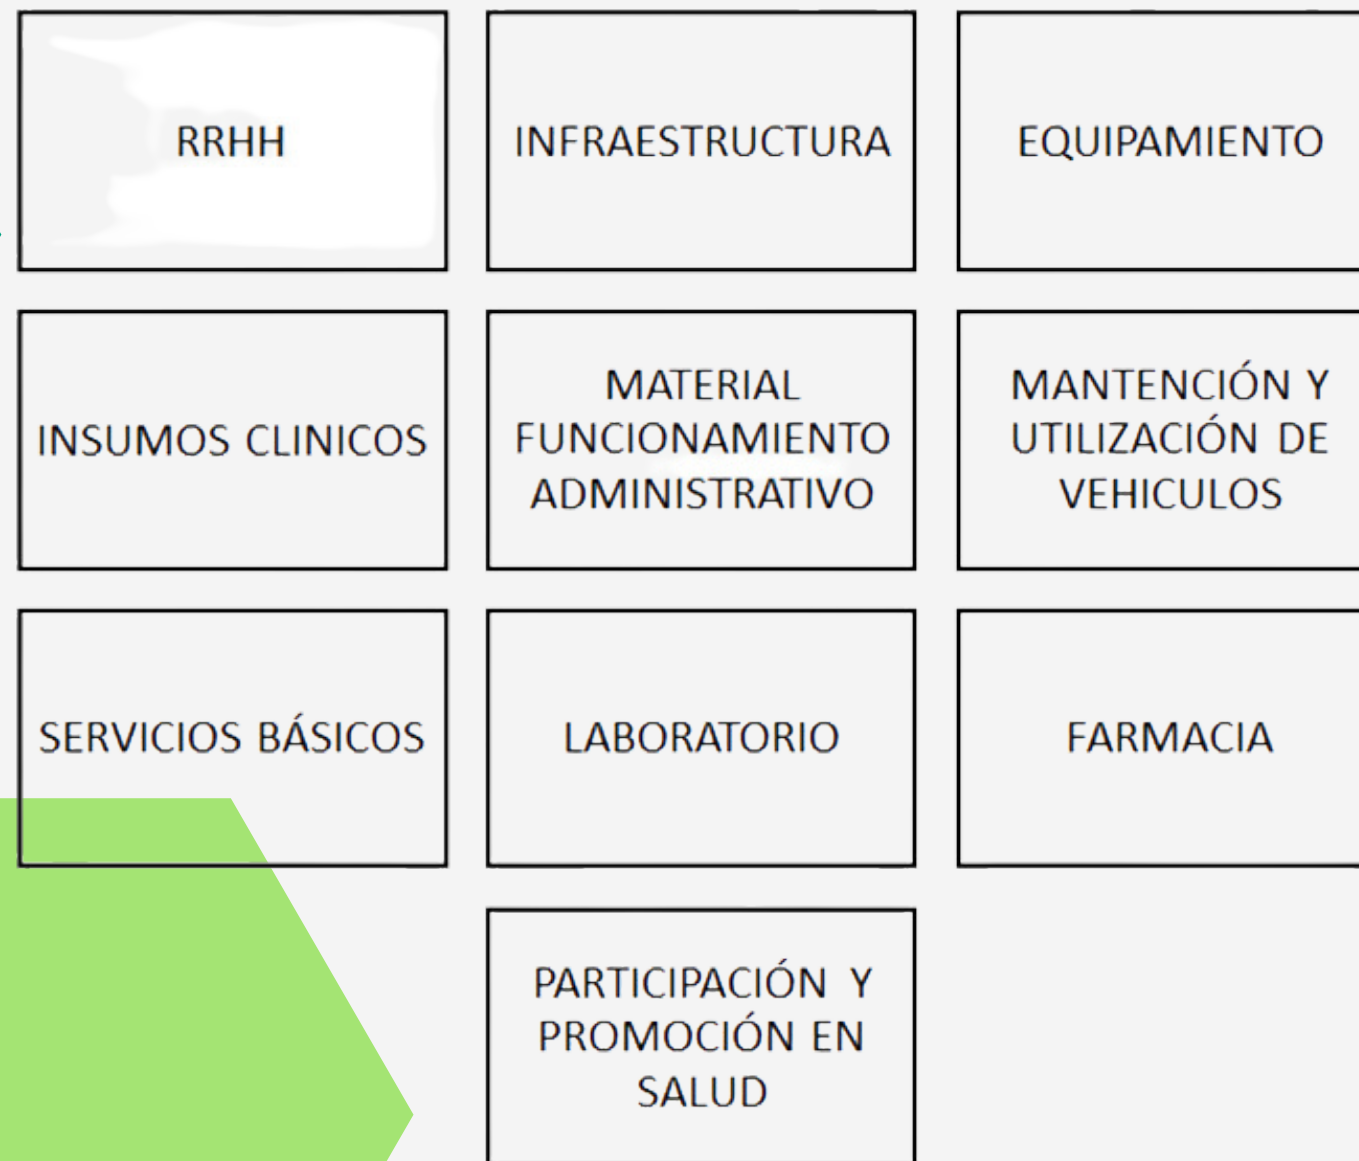 RRHH
INFRAESTRUCTURA
EQUIPAMIENTO
INSUMOS CLINICOS
MATERIAL
FUNCIONAMIENTO
ADMINISTRATIVO
MANTENCIÓN Y
UTILIZACIÓN DE
VEHICULOS
SERVICIOS BÁSICOS
LABORATORIO
FARMACIA
PARTICIPACIÓN Y
PROMOCIÓN EN
SALUD